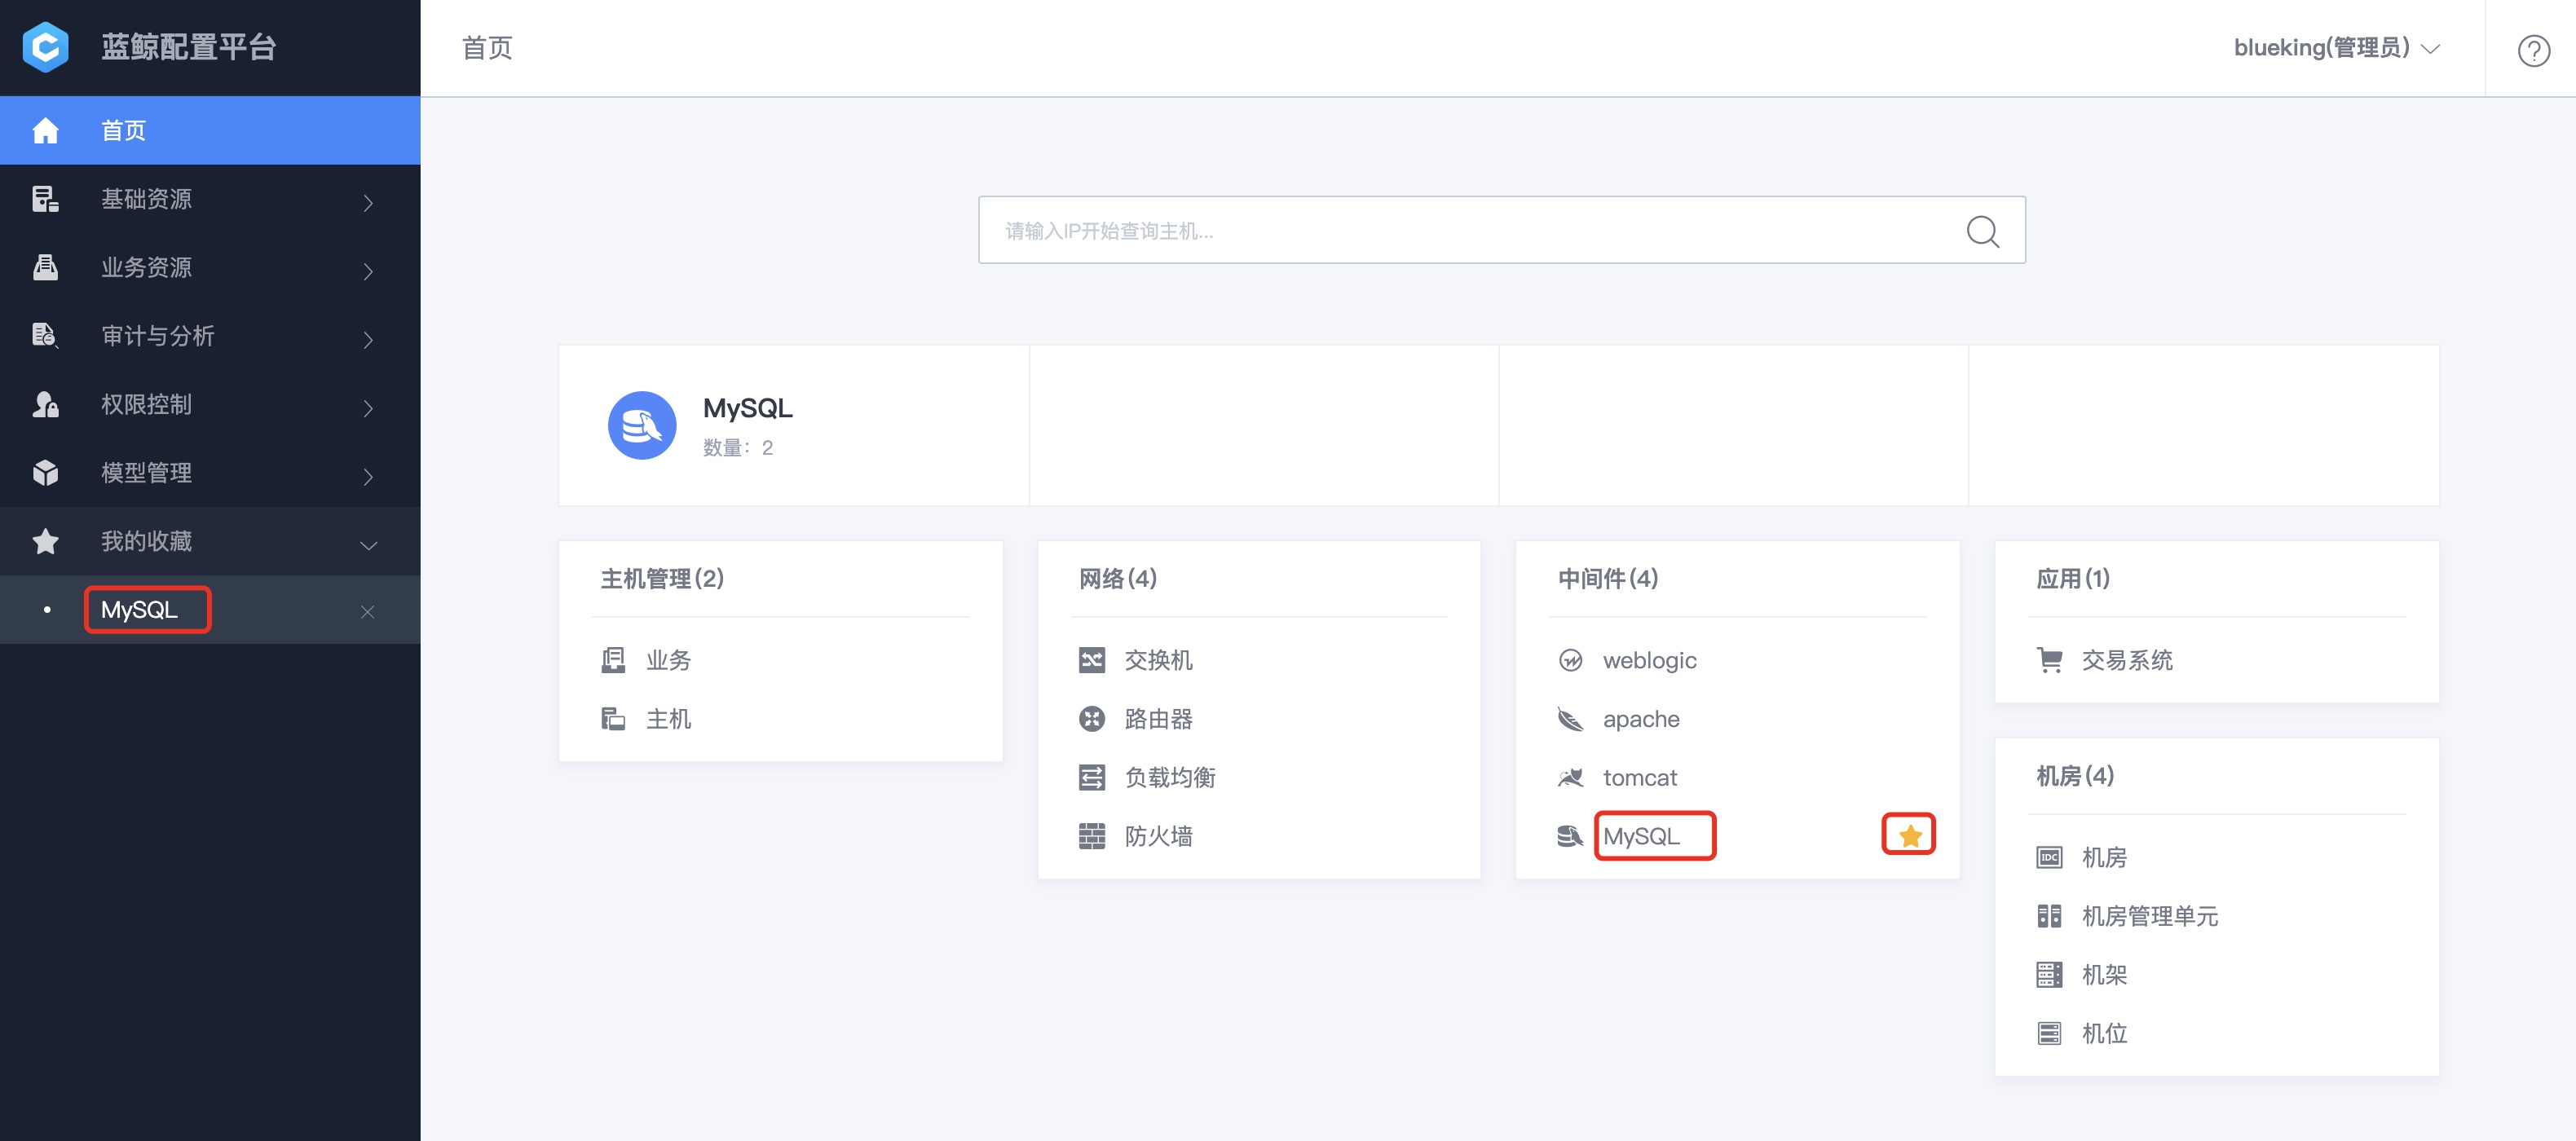 蓝鲸配置平台
首页
基础资源
业务资源
审计与分析
权限控制
模型管理
我的收藏
MySQL
首页
blueking(管理员)
请输入IP开始查询主机...
MySQL
数量：2
主机管理(2)
业务
主机
网络(4)
交换机
路由器
负载均衡
防火墙
中间件(4)
weblogic
apache
tomcat
MySQL
应用(1)
交易系统
机房(4)
IDC 机房
机房管理单元
机架
机位